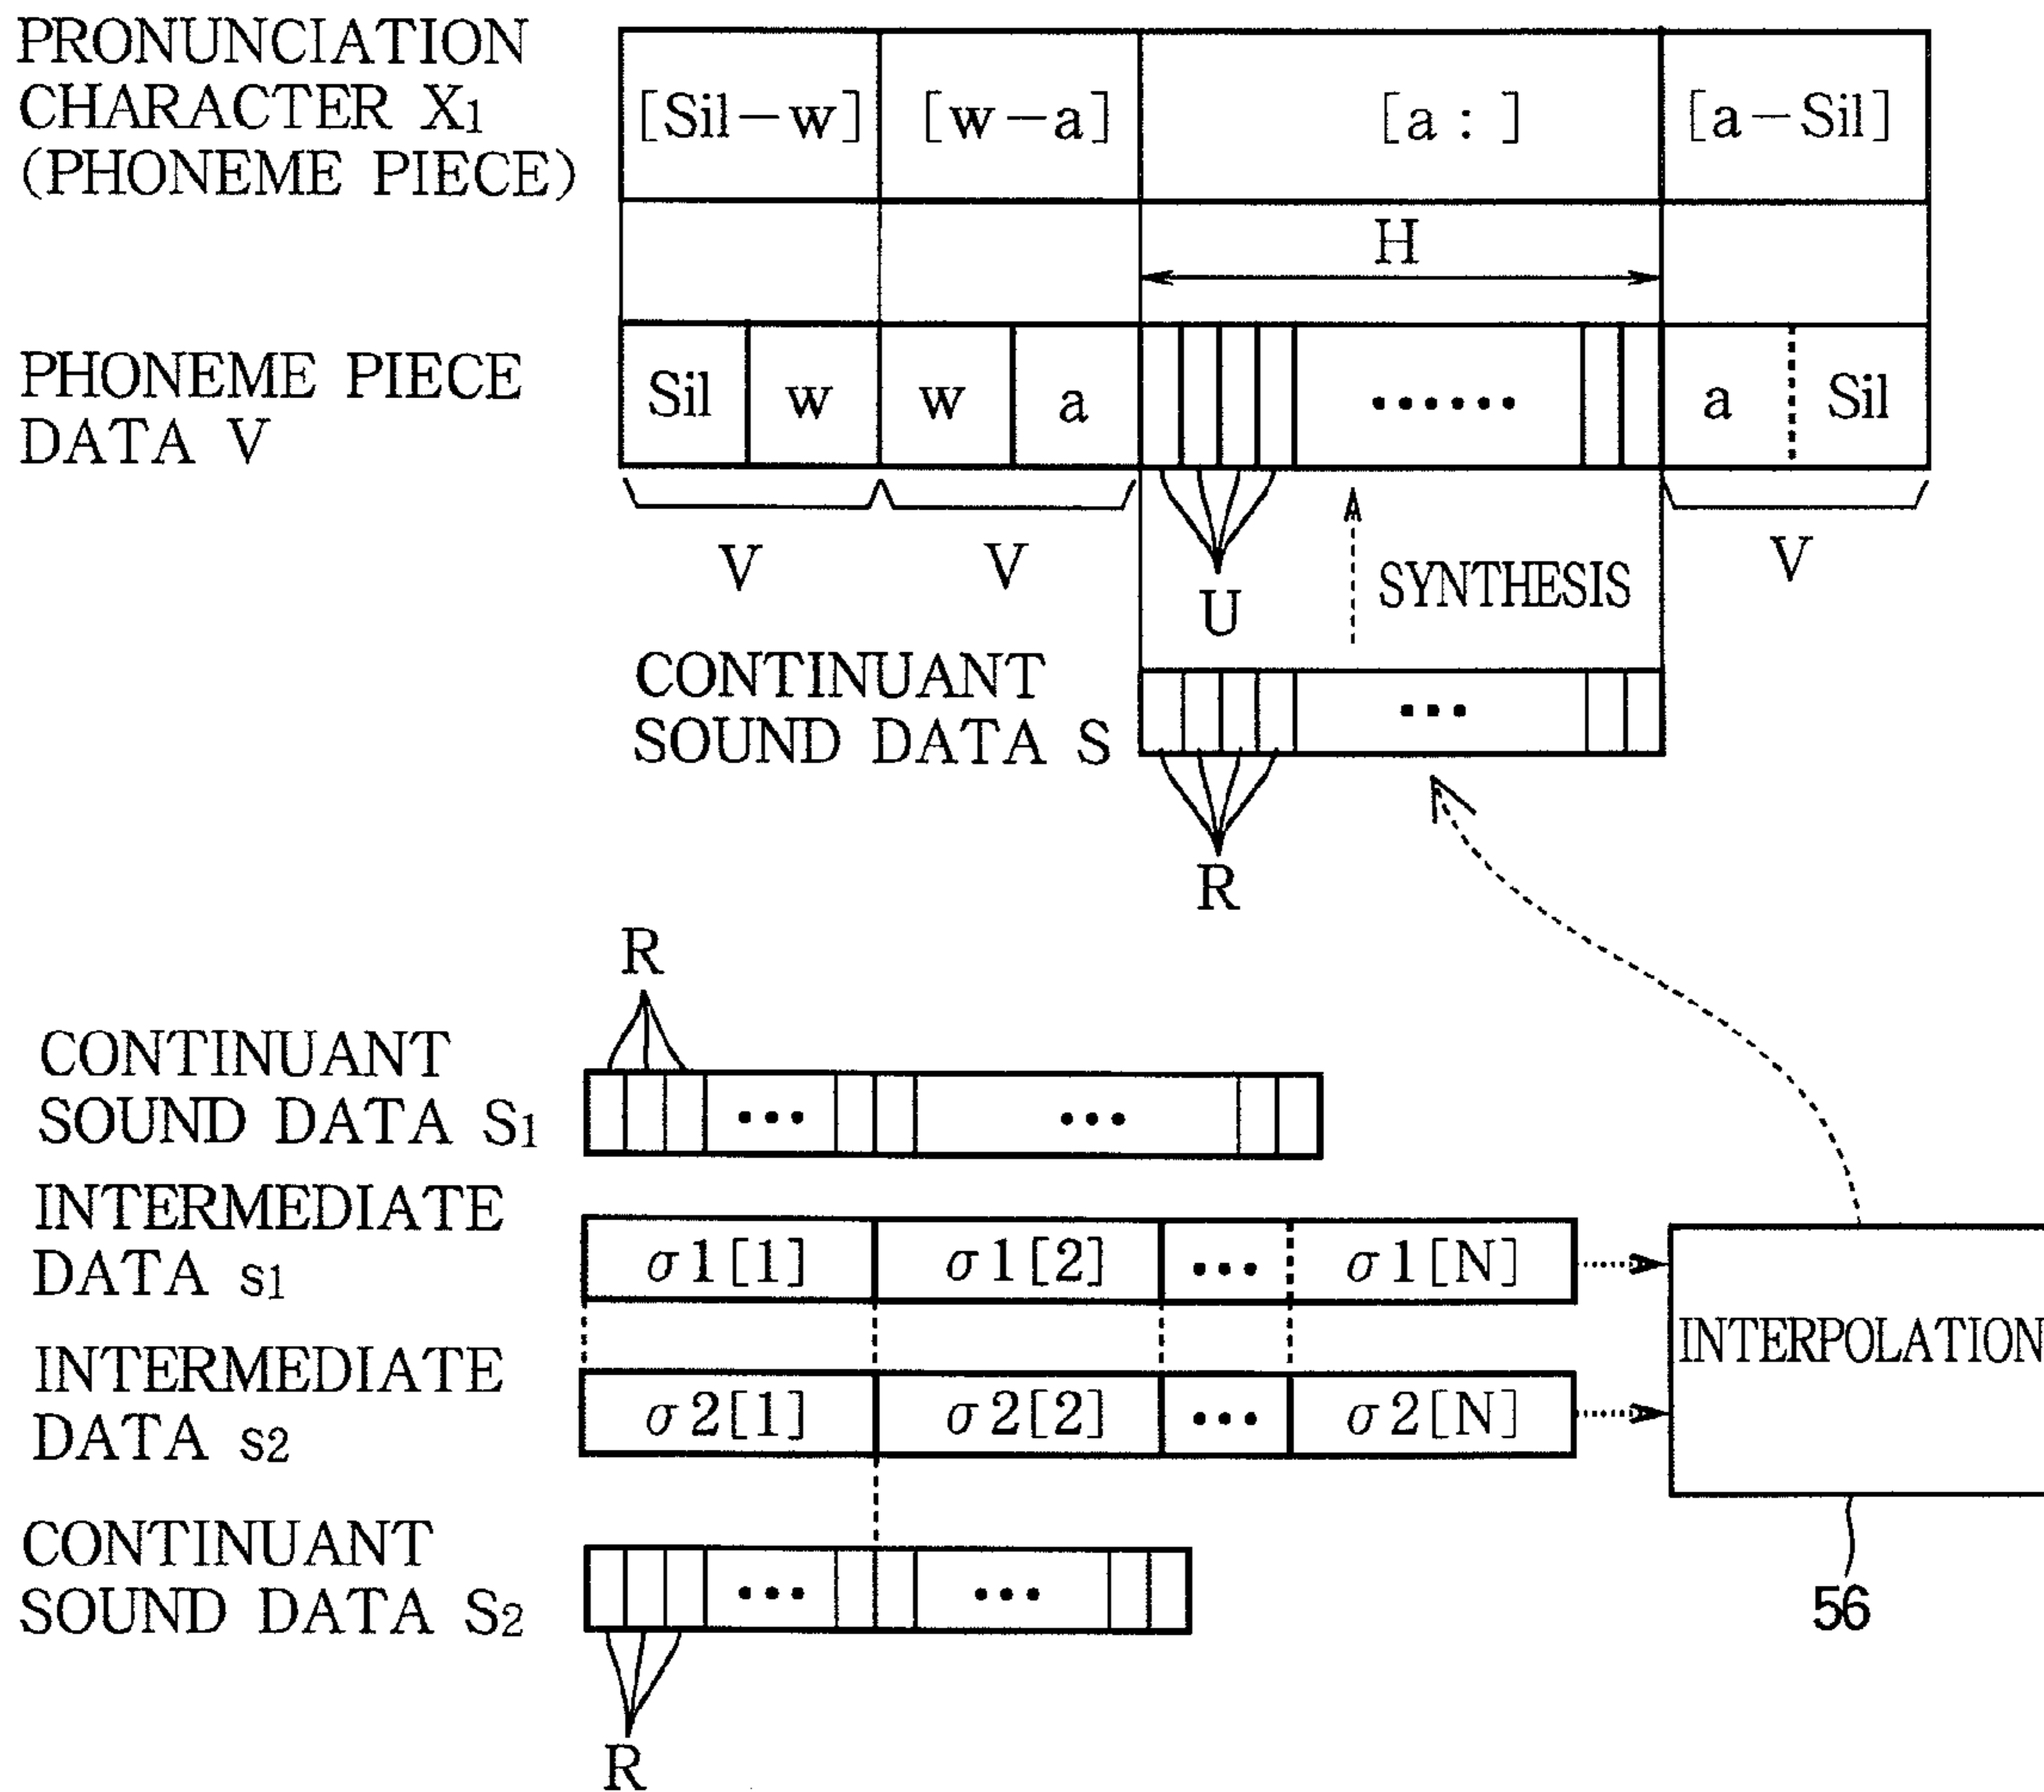 PRONUNCIATION
CHARACTER X1
(PHONEME PIECE)
[Sil-w] [w-a] [a:] [a-Sil]
H
PHONEME PIECE
DATA V
Sil w w a ...... a Sil
V V U V
SYNTHESIS
CONTINUANT
SOUND DATA S
...
R
R
CONTINUANT
SOUND DATA S1
... ...
INTERMEDIATE
DATA s1
σ1[1] σ1[2] ... σ1[N]
INTERPOLATION
INTERMEDIATE
DATA s2
σ2[1] σ2[2] ... σ2[N]
CONTINUANT
SOUND DATA S2
... ...
56
R